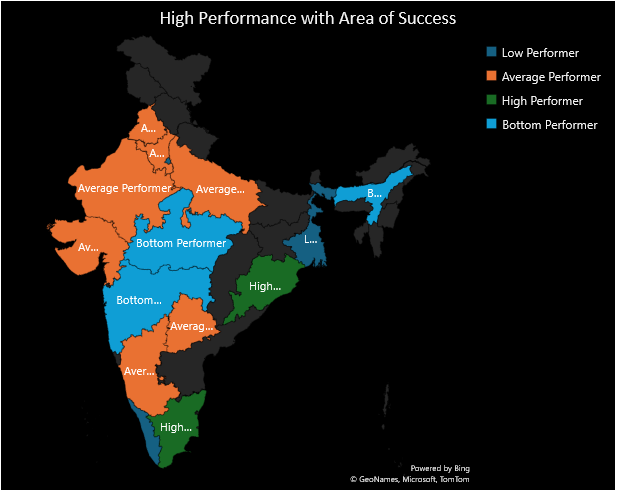 High Performance with Area of Success
Low Performer
Average Performer
High Performer
Bottom Performer
A...
A...
Average Performer
Average...
B...
Av...
Bottom Performer
L...
Bottom...
High...
Averag...
Aver...
High...
Powered by Bing
© GeoNames, Microsoft, TomTom